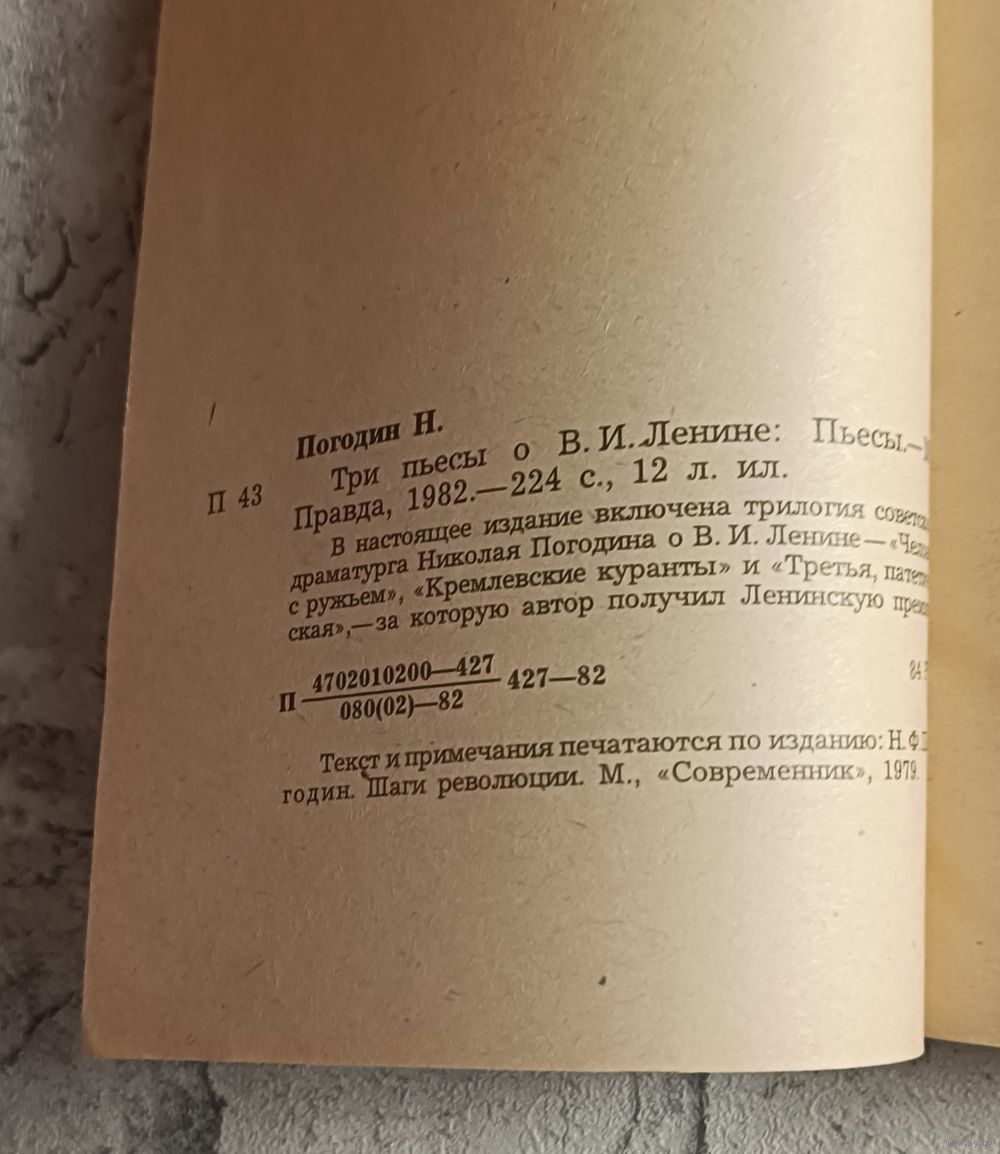 Погодин Н.
П 43
Три пьесы о В. И. Ленине: Пьесы.—
Правда, 1982.—224 с., 12 л. ил.
В настоящее издание включена трилогия
драматурга Николая Погодина о В. И. Ленине—
с ружьем», «Кремлевские куранты» и «Третья,
ская»,—за которую автор получил Ленинскую
П 4702010200—427 427—82
080(02)—82
Текст и примечания печатаются по изданию: Н. Ф.
годин. Шаги революции. М., «Современник», 1979.